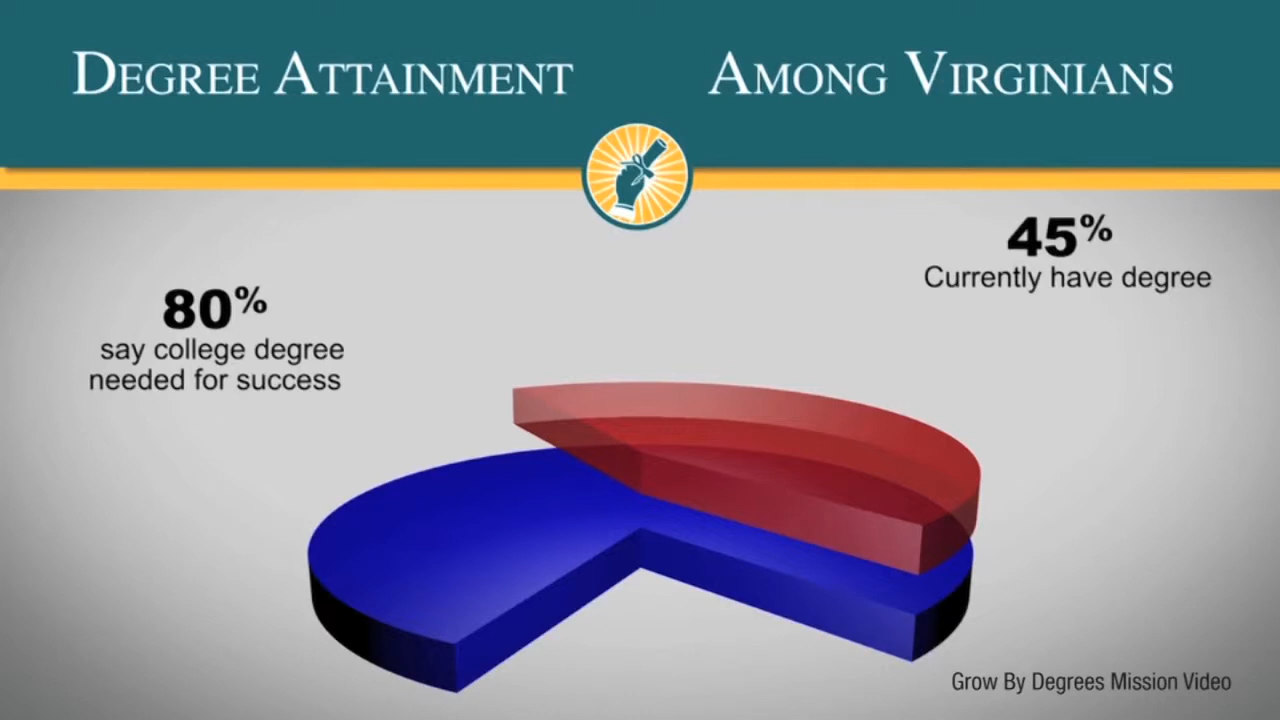 DEGREE ATTAINMENT AMONG VIRGINIANS
80%
say college degree
needed for success
45%
Currently have degree
Grow By Degrees Mission Video